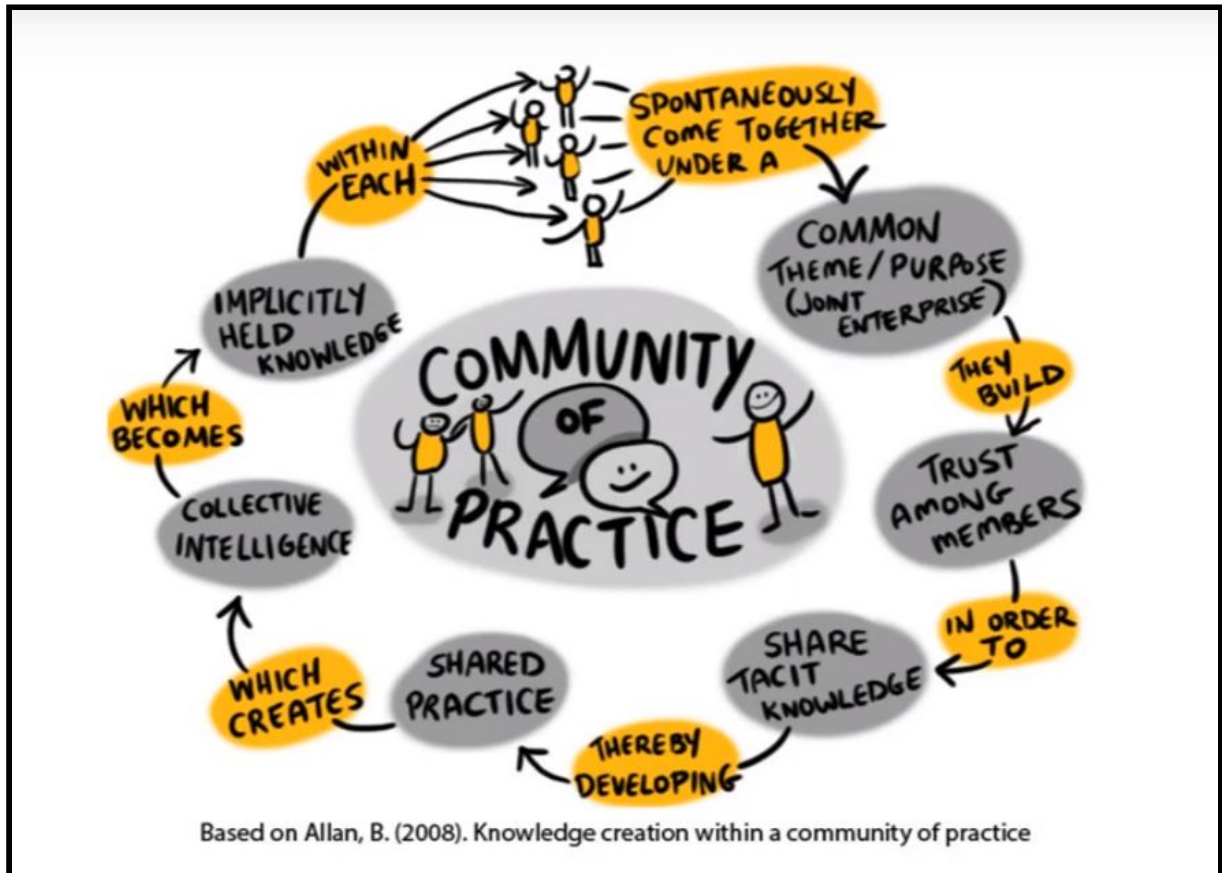 COMMUNITY
OF
PRACTICE
WITHIN
EACH
SPONTANEOUSLY
COME TOGETHER
UNDER A
COMMON
THEME/PURPOSE
(JOINT
ENTERPRISE)
THEY
BUILD
TRUST
AMONG
MEMBERS
IN ORDER
TO
SHARE
TACIT
KNOWLEDGE
THEREBY
DEVELOPING
SHARED
PRACTICE
WHICH
CREATES
COLLECTIVE
INTELLIGENCE
WHICH
BECOMES
IMPLICITLY
HELD
KNOWLEDGE
Based on Allan, B. (2008). Knowledge creation within a community of practice